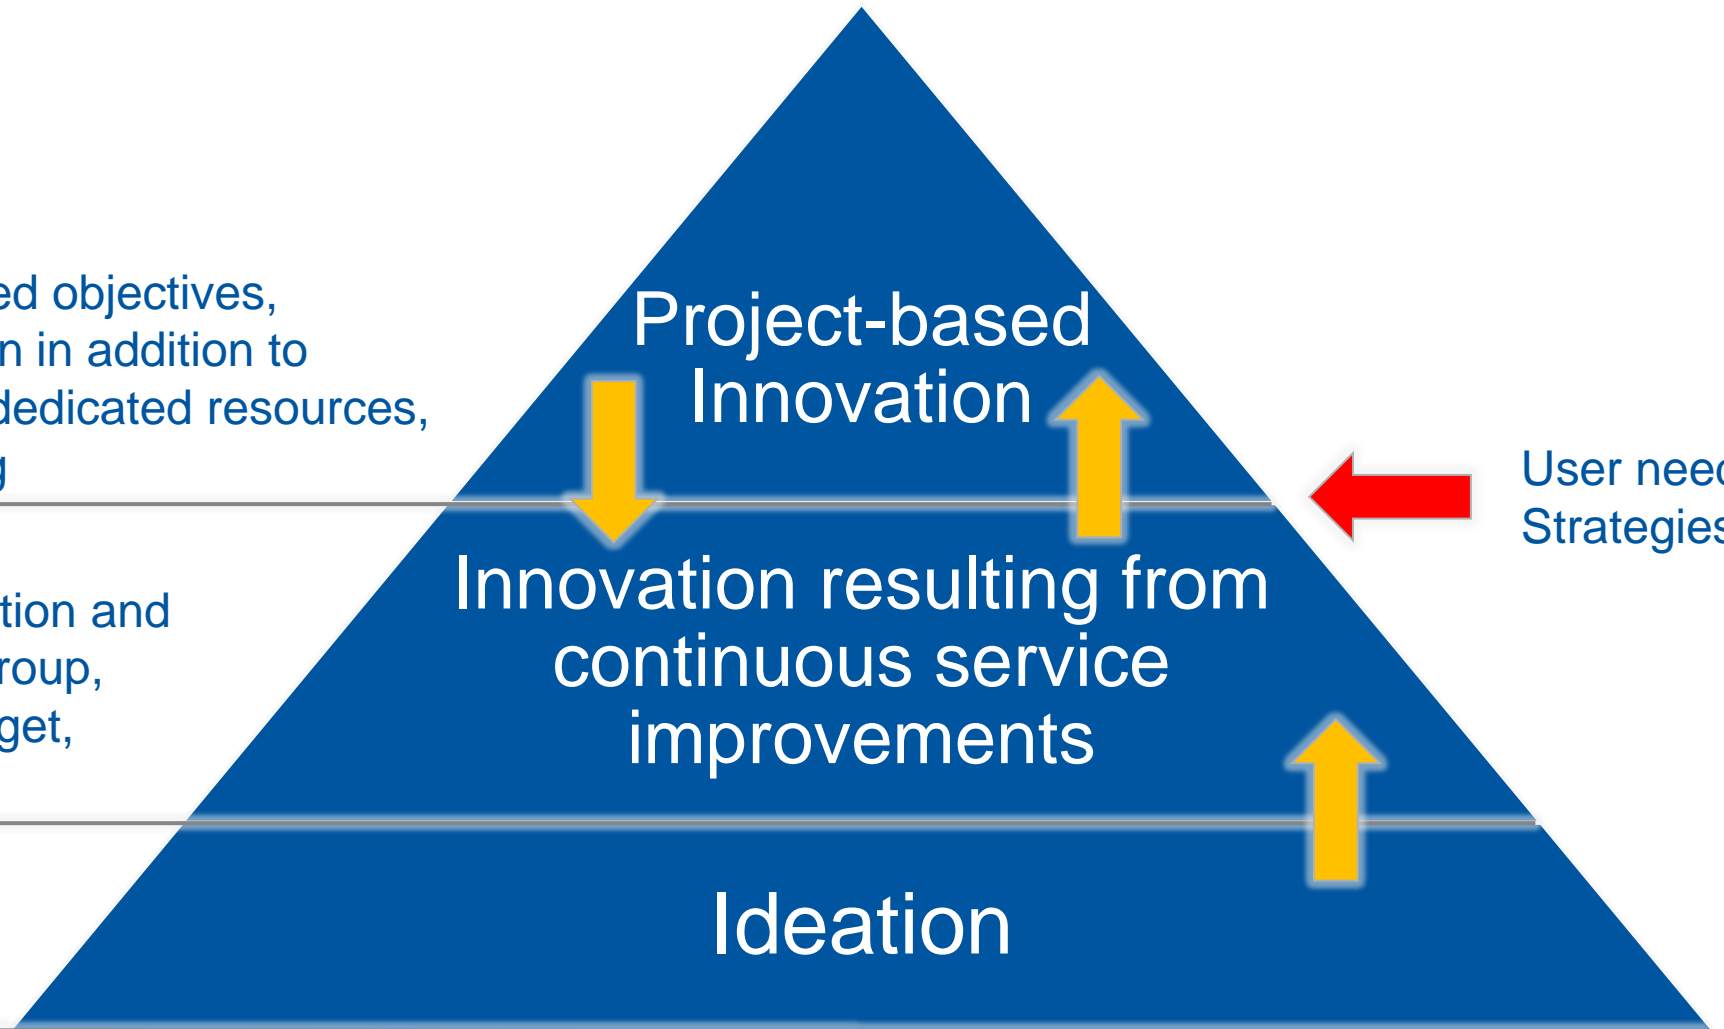 ed objectives,
n in addition to
dedicated resources,
g
Project-based
Innovation
User need
Strategies
tion and
roup,
get,
Innovation resulting from
continuous service
improvements
Ideation